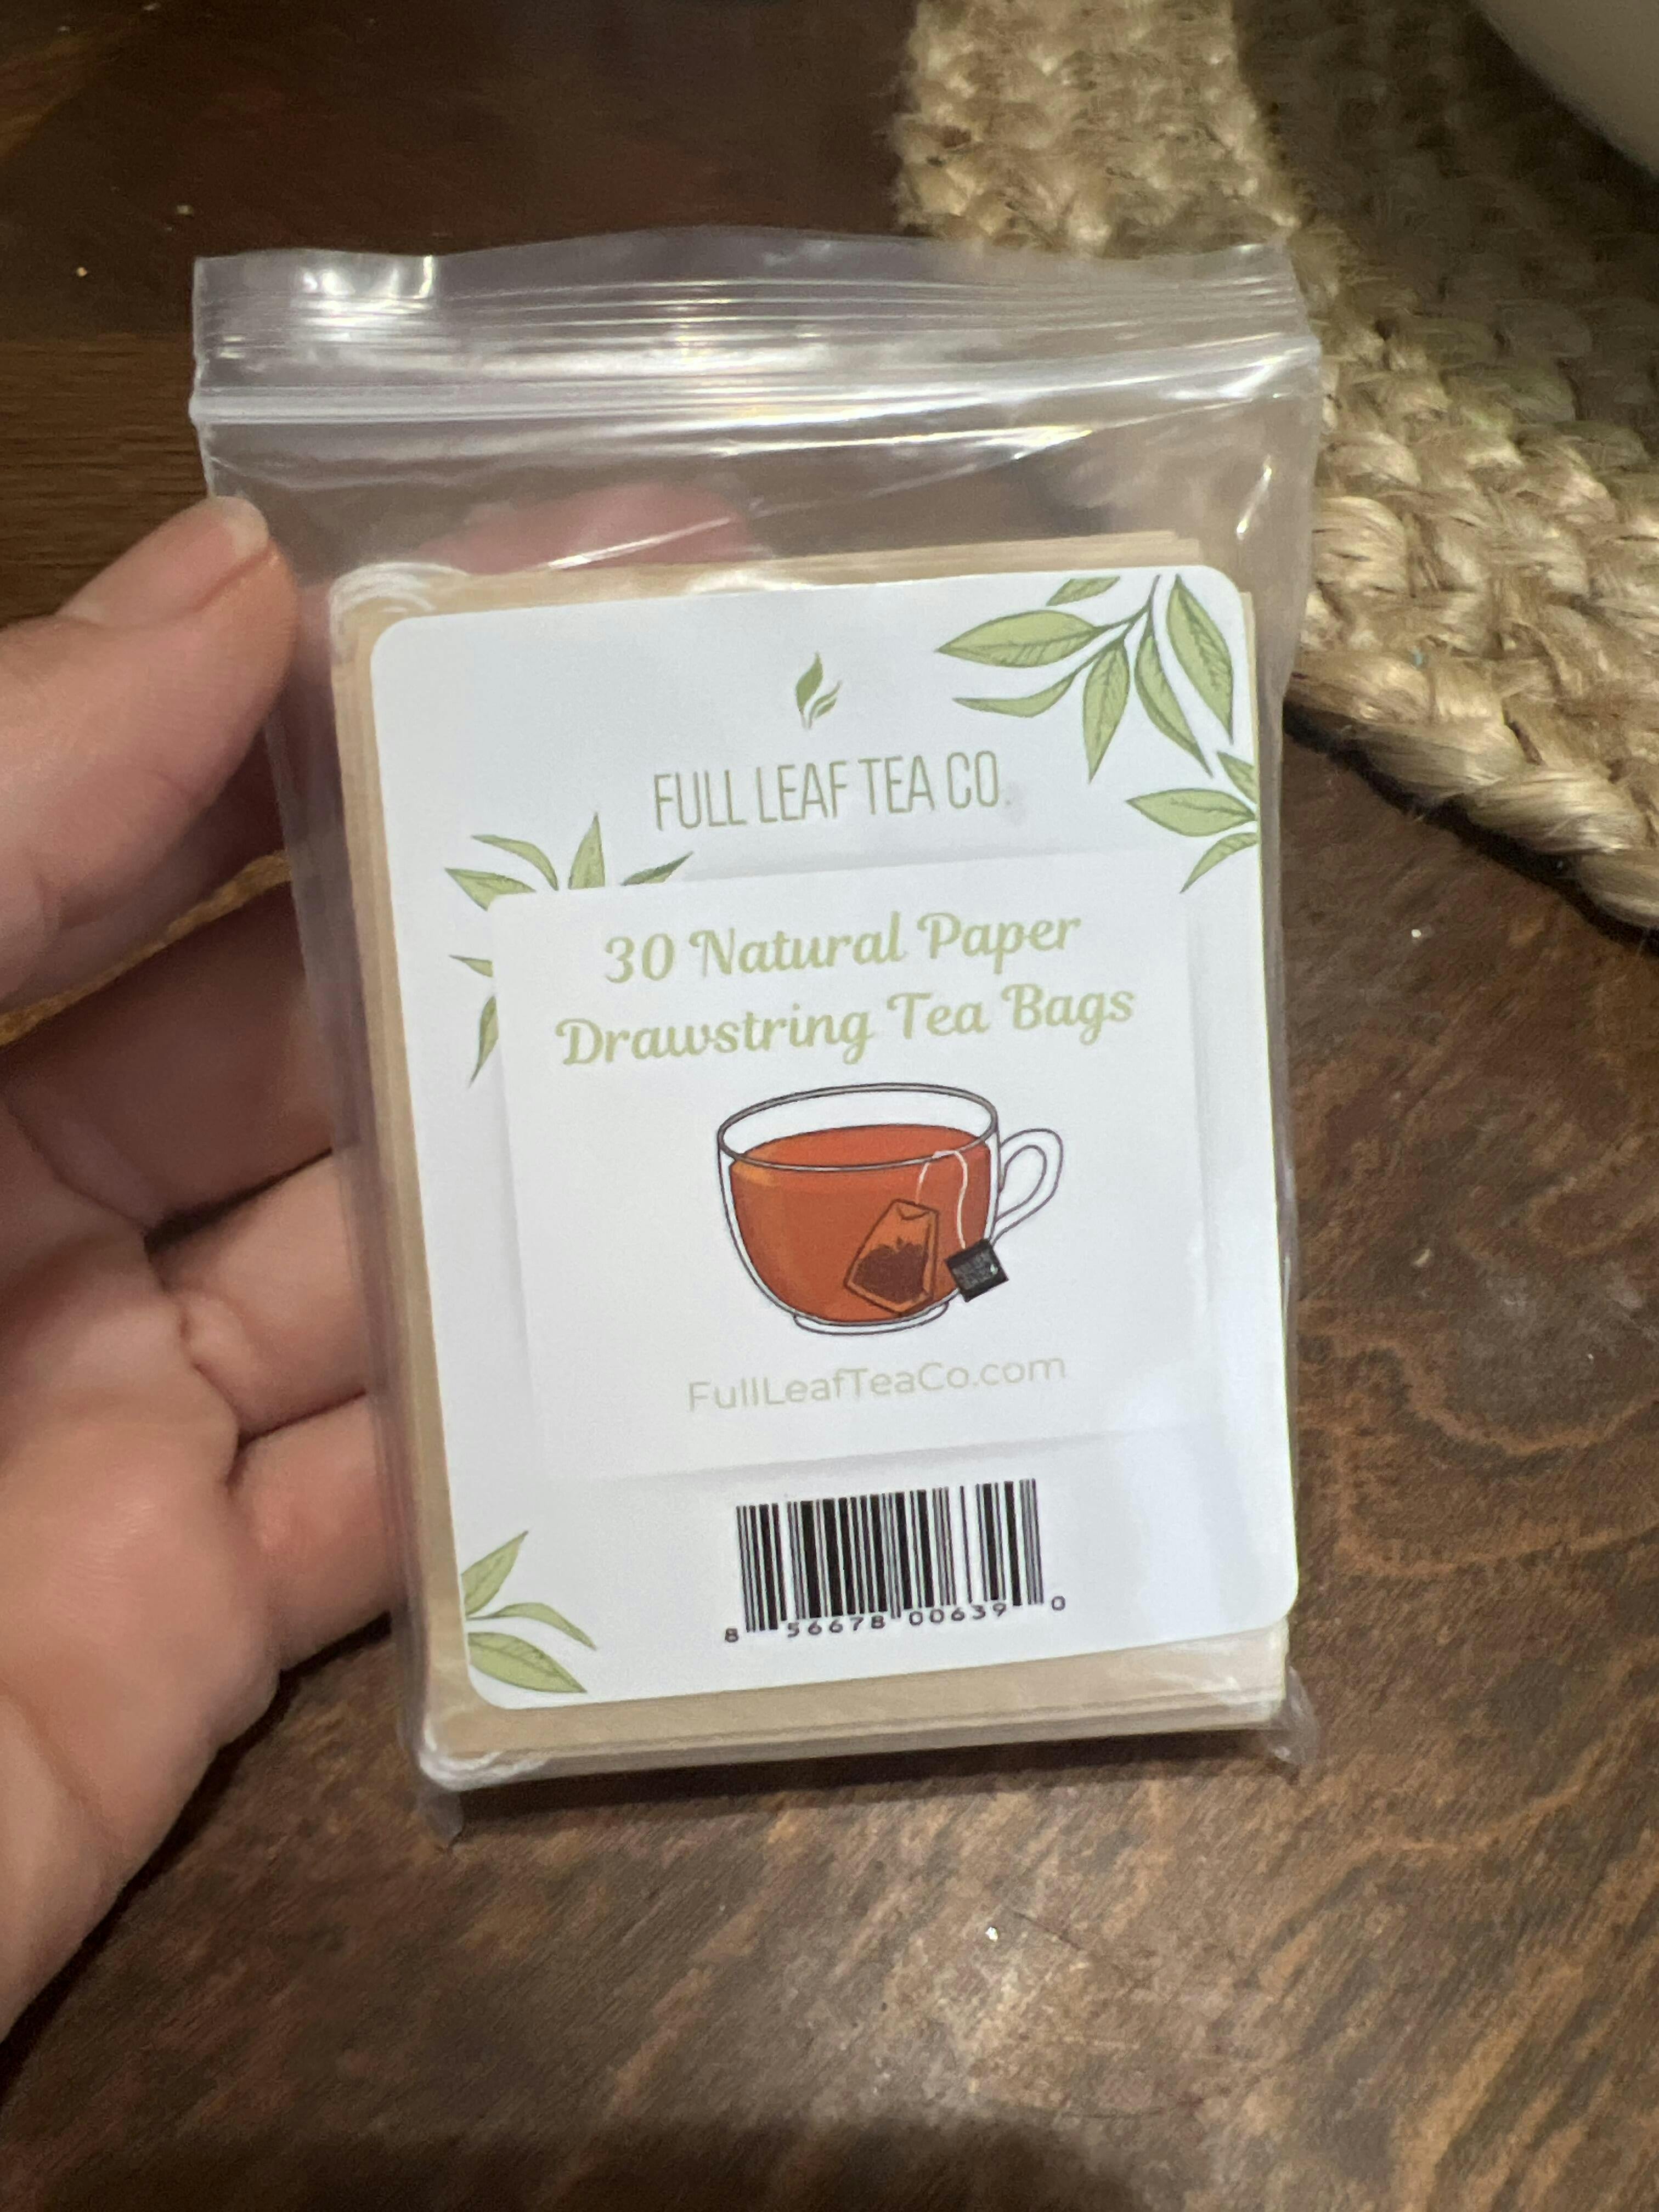 FULL LEAF TEA CO.
30 Natural Paper
Drawstring Tea Bags
FullLeafTeaCo.com
8 56678 00639 0